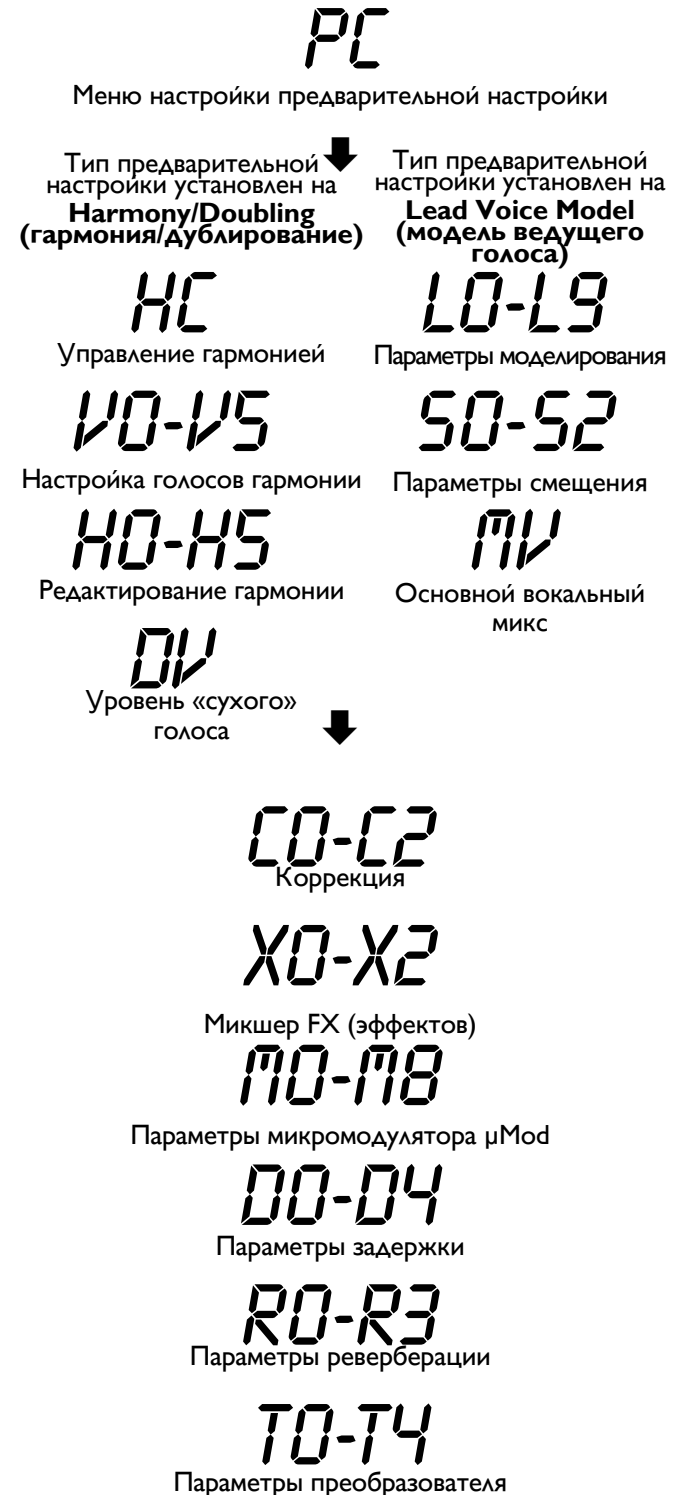 PC
Меню настройки предварительной настройки
Тип предварительной
настройки установлен на
Harmony/Doubling
(гармония/дублирование)
HC
Управление гармонией
V0-V5
Настройка голосов гармонии
H0-H5
Редактирование гармонии
DV
Уровень «сухого»
голоса
Тип предварительной
настройки установлен на
Lead Voice Model
(модель ведущего
голоса)
L0-L9
Параметры моделирования
S0-S2
Параметры смещения
MV
Основной вокальный
микс
C0-C2
Коррекция
X0-X2
Микшер FX (эффектов)
M0-M8
Параметры микромодулятора µMod
D0-D4
Параметры задержки
R0-R3
Параметры реверберации
T0-T4
Параметры преобразователя